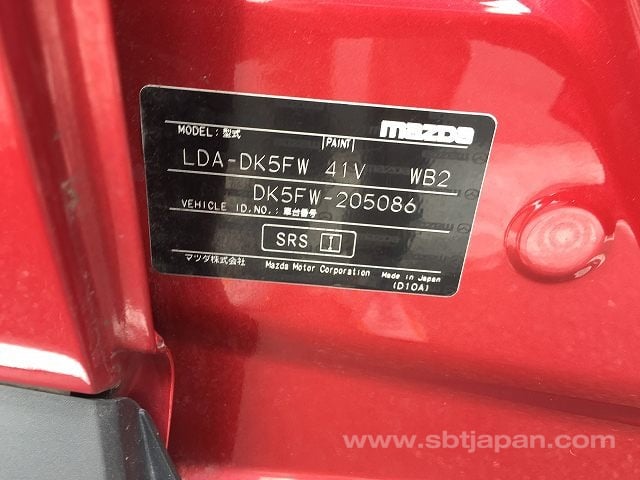 mazda
MODEL: 型式 PAINT
LDA-DK5FW 41V WB2
DK5FW-205086
VEHICLE ID.NO.: 車台番号
SRS I
マツダ株式会社 Mazda Motor Corporation Made in Japan
(D10A)
www.sbtjapan.com